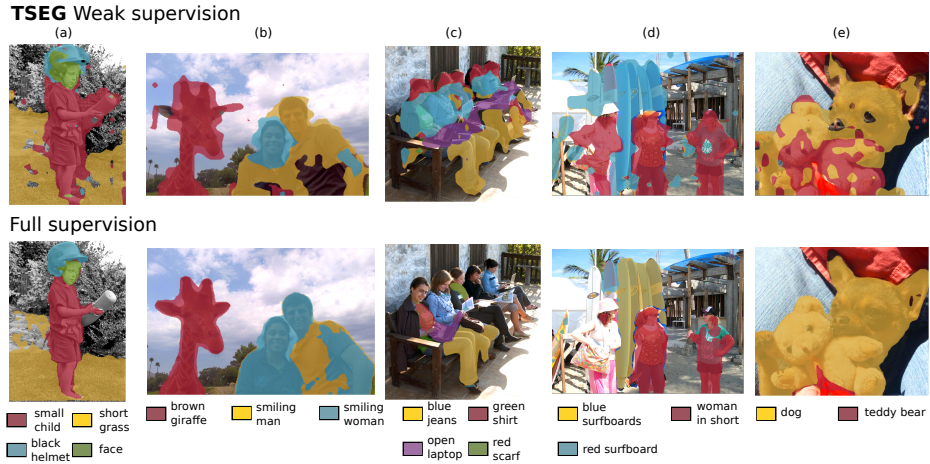 TSEG Weak supervision
(a)
(b)
(c)
(d)
(e)
Full supervision
small
child
short
grass
black
helmet
face
brown
giraffe
smiling
man
smiling
woman
blue
jeans
green
shirt
open
laptop
red
scarf
blue
surfboards
woman
in short
red surfboard
dog
teddy bear